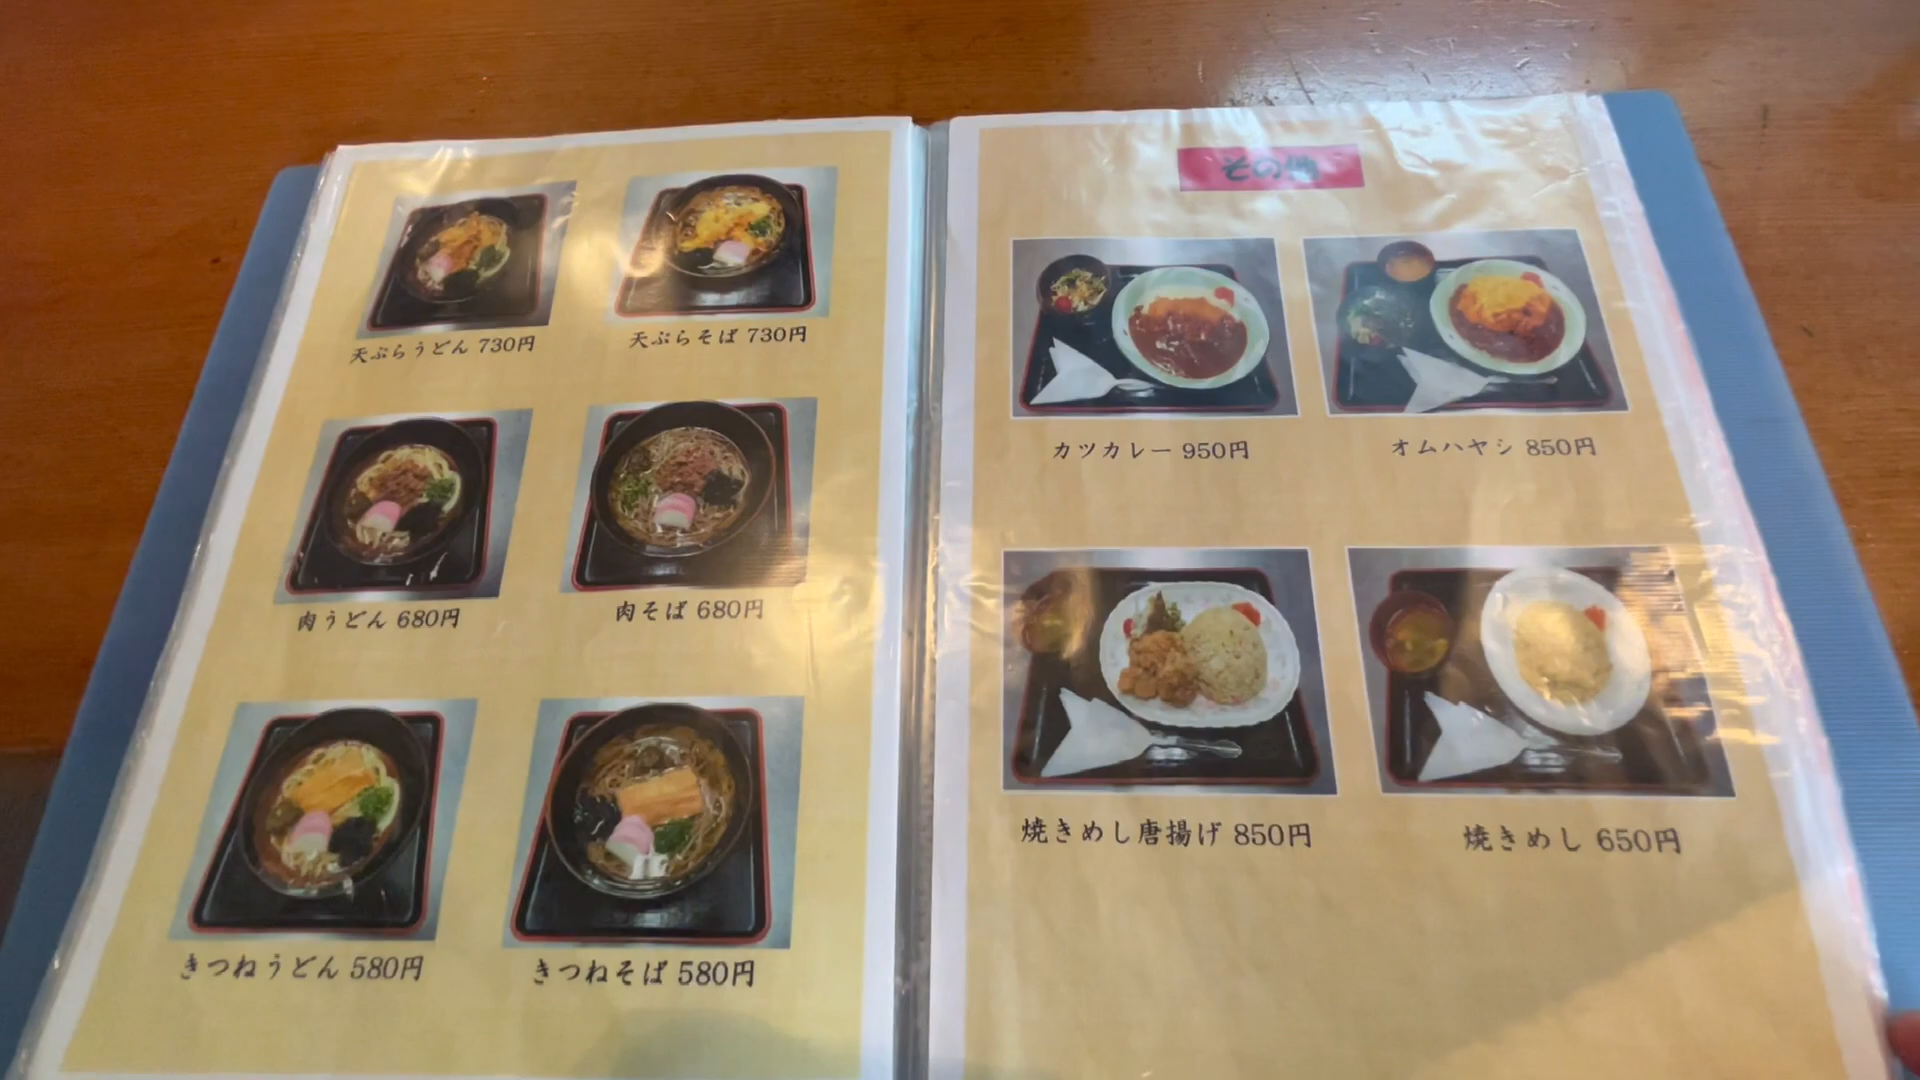 天ぷらうどん 730円
天ぷらそば 730円
肉うどん 680円
肉そば 680円
きつねうどん 580円
きつねそば 580円
その他
カツカレー 950円
オムハヤシ 850円
焼きめし唐揚げ 850円
焼きめし 650円